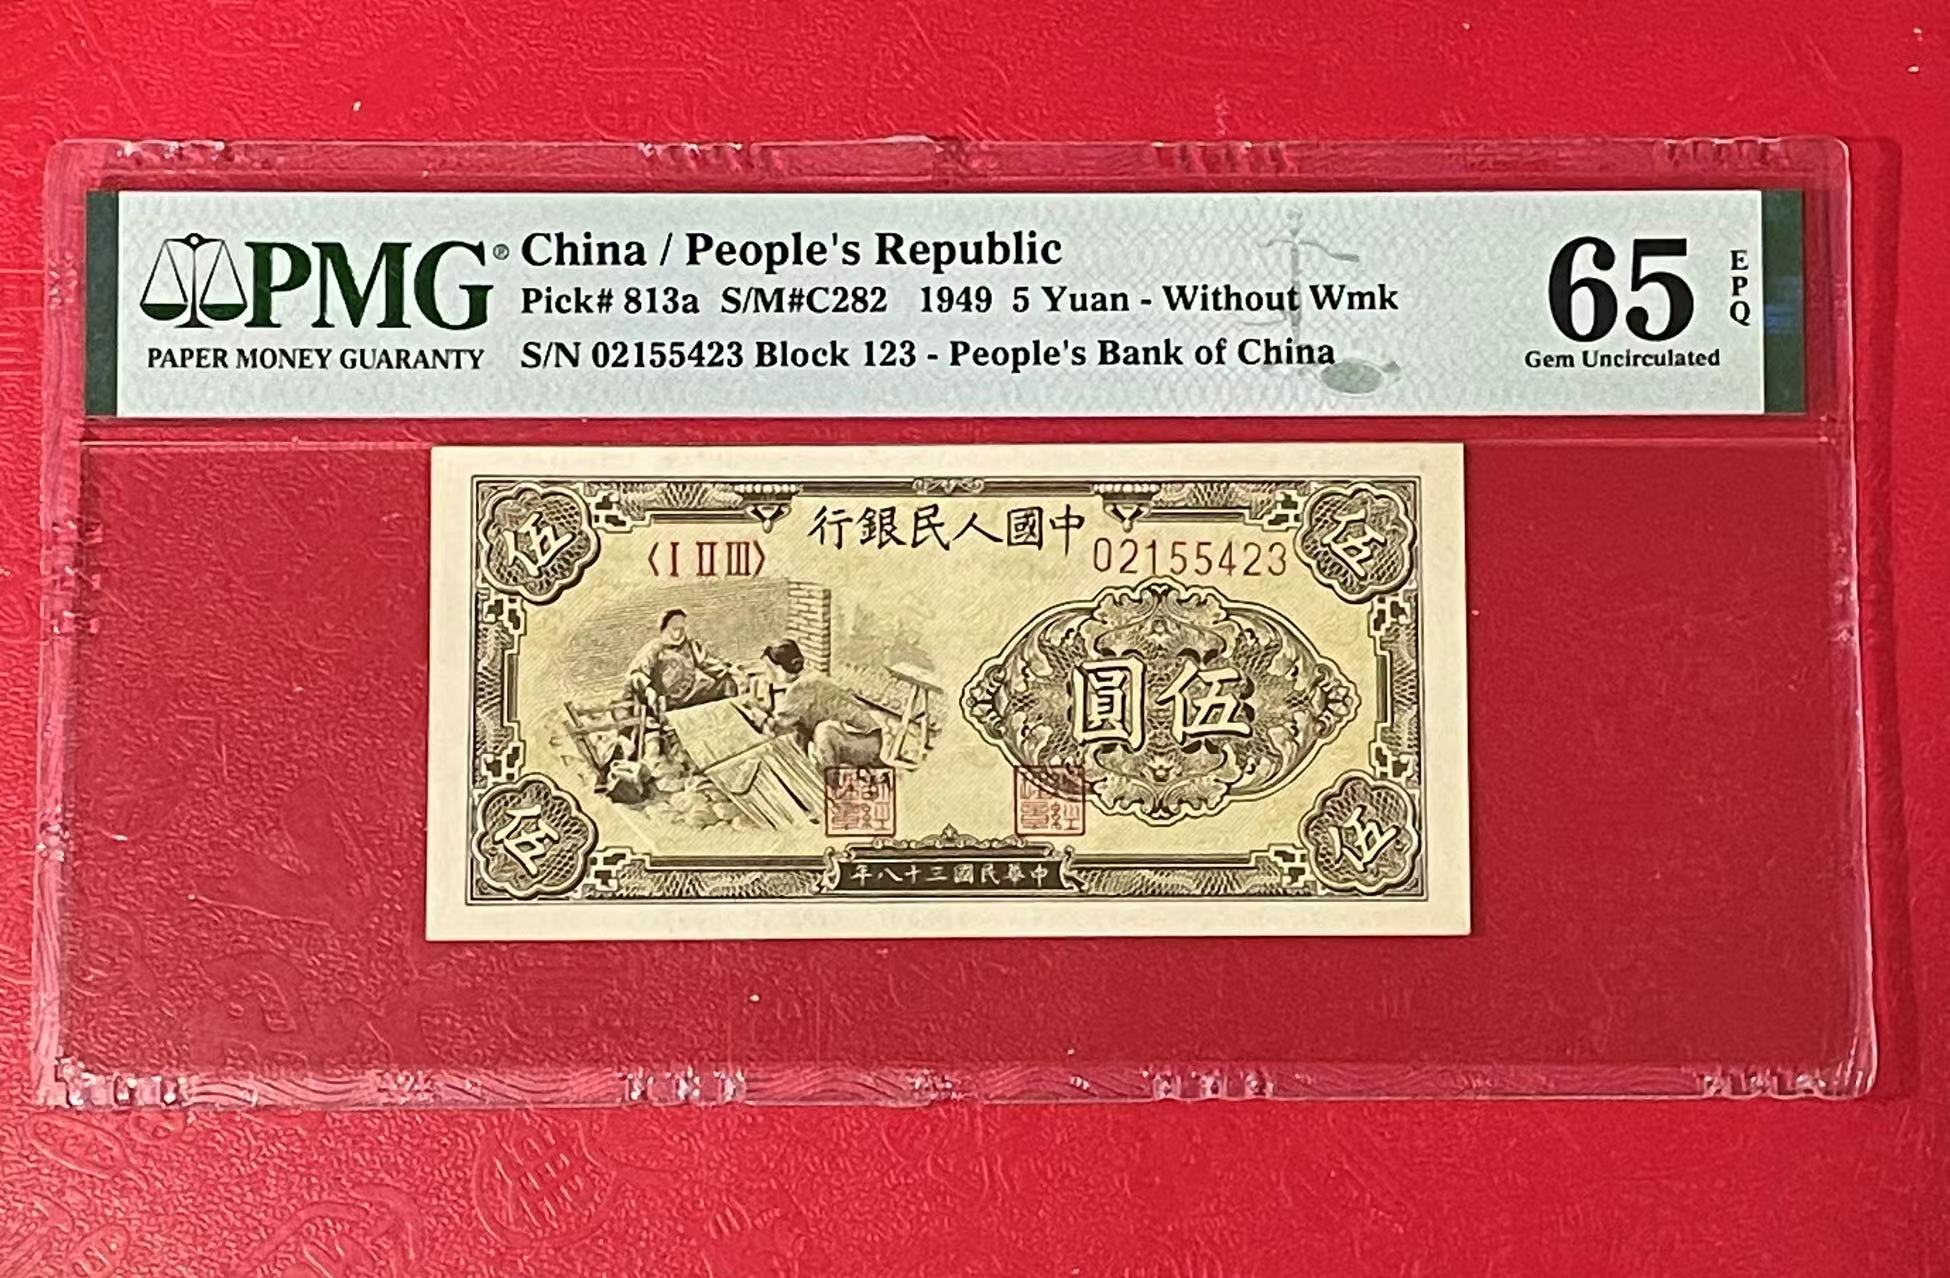 PMG®
PAPER MONEY GUARANTY
China / People's Republic
Pick# 813a S/M#C282 1949 5 Yuan - Without Wmk
S/N 02155423 Block 123 - People's Bank of China
65 EPQ
Gem Uncirculated
中國人民銀行
〈I II III〉
02155423
伍
伍
伍圓
伍
伍
中華民國三十八年